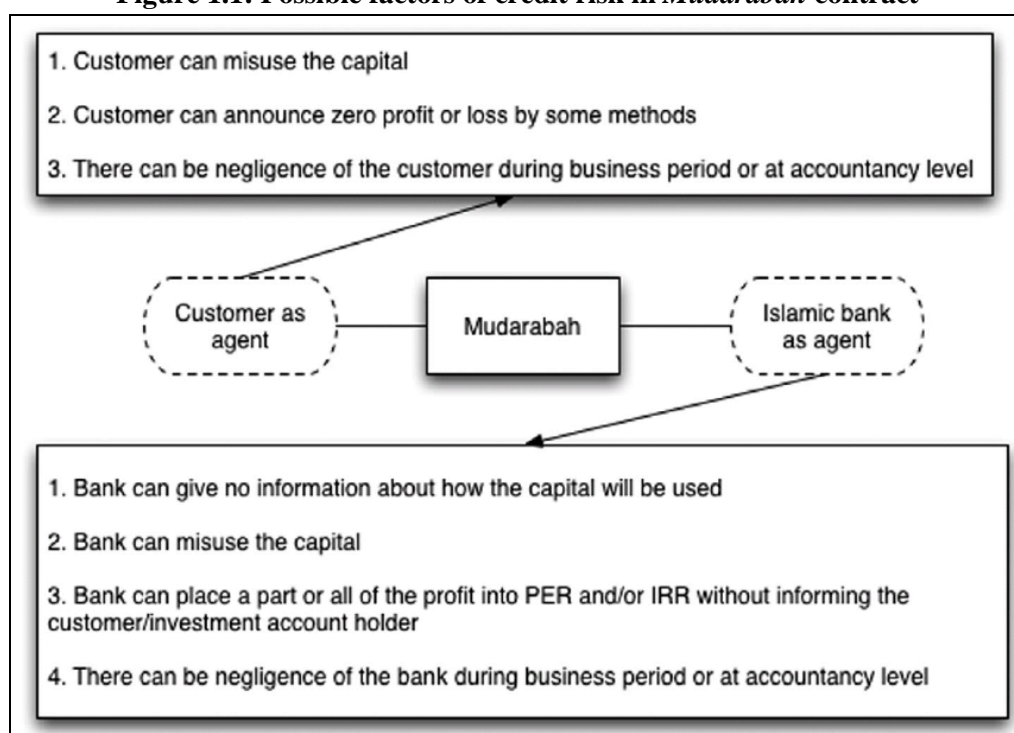 Figure 1.1: Possible factors of credit risk in Mudarabah contract
1. Customer can misuse the capital
2. Customer can announce zero profit or loss by some methods
3. There can be negligence of the customer during business period or at accountancy level
Customer as
agent
Mudarabah
Islamic bank
as agent
1. Bank can give no information about how the capital will be used
2. Bank can misuse the capital
3. Bank can place a part or all of the profit into PER and/or IRR without informing the
customer/investment account holder
4. There can be negligence of the bank during business period or at accountancy level